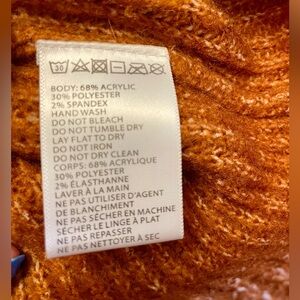 30
BODY: 68% ACRYLIC
30% POLYESTER
2% SPANDEX
HAND WASH
DO NOT BLEACH
DO NOT TUMBLE DRY
LAY FLAT TO DRY
DO NOT IRON
DO NOT DRY CLEAN
CORPS: 68% ACRYLIQUE
30% POLYESTER
2% ÉLASTHANNE
LAVER À LA MAIN
NE PAS UTILISER D'AGENT
DE BLANCHIMENT
NE PAS SÉCHER EN MACHINE
SÉCHER LE LINGE À PLAT
NE PAS REPASSER
NE PAS NETTOYER À SEC